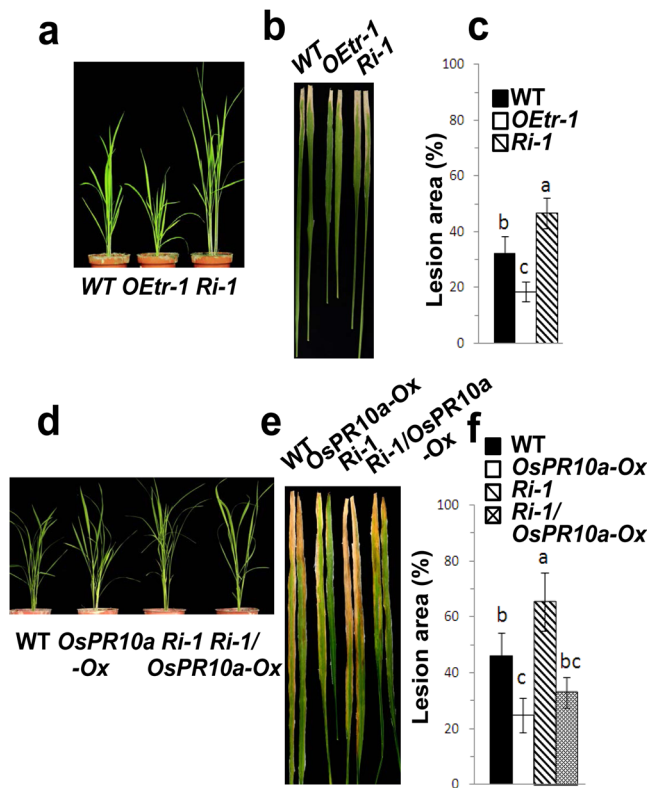 a
WT OEtr-1 Ri-1
b
WT OEtr-1 Ri-1
c
100
80
60
40
20
0
Lesion area (%)
WT
OEtr-1
Ri-1
b
c
a
d
WT OsPR10a Ri-1 Ri-1/
-Ox OsPR10a-Ox
e
WT
OsPR10a-Ox
Ri-1
Ri-1/OsPR10a
-Ox
f
WT
OsPR10a-Ox
Ri-1
Ri-1/
OsPR10a-Ox
100
80
60
40
20
0
Lesion area (%)
b
c
a
bc